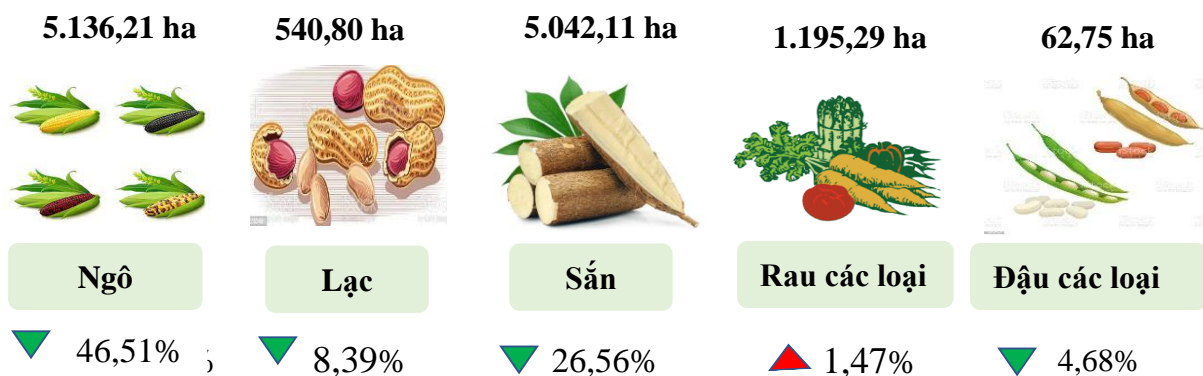 5.136,21 ha
540,80 ha
5.042,11 ha
1.195,29 ha
62,75 ha
Ngô
Lạc
Sắn
Rau các loại
Đậu các loại
46,51%
8,39%
26,56%
1,47%
4,68%